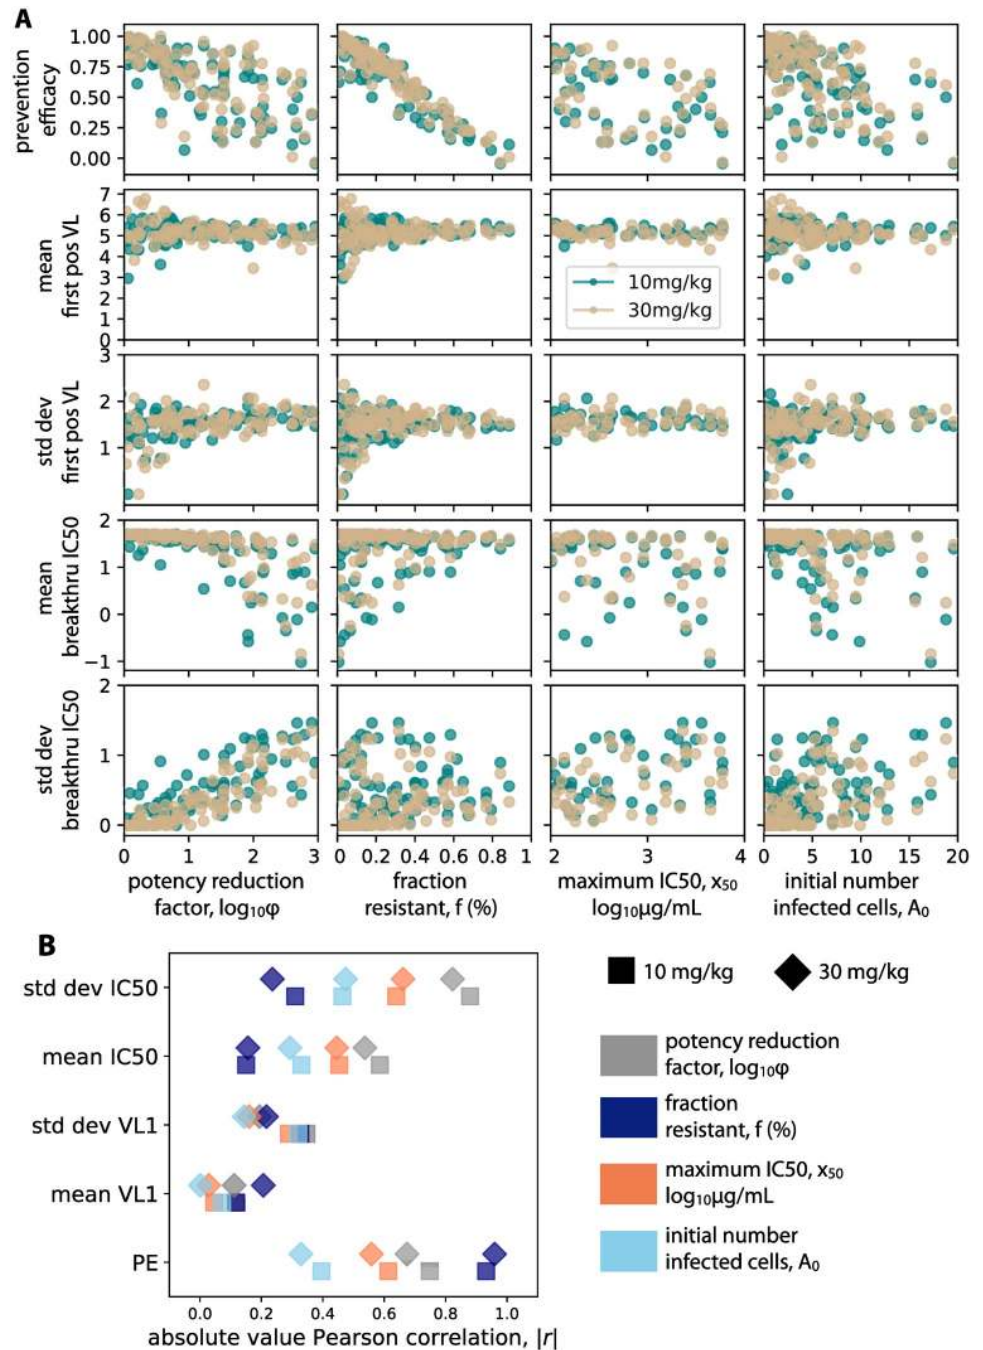 A
prevention
efficacy
1.00
0.75
0.50
0.25
0.00
mean
first pos VL
7
6
5
4
3
2
1
0
10mg/kg
30mg/kg
std dev
first pos VL
3
2
1
mean
breakthru IC50
2
1
0
−1
std dev
breakthru IC50
2
1
0
0 1 2 3
0 0.2 0.4 0.6 0.8 1
2 3 4
0 5 10 15 20
potency reduction
factor, log₁₀φ
fraction
resistant, f (%)
maximum IC50, x₅₀
log₁₀μg/mL
initial number
infected cells, A₀
B
std dev IC50
mean IC50
std dev VL1
mean VL1
PE
0.0 0.2 0.4 0.6 0.8 1.0
absolute value Pearson correlation, |r|
10 mg/kg
30 mg/kg
potency reduction
factor, log₁₀φ
fraction
resistant, f (%)
maximum IC50, x₅₀
log₁₀μg/mL
initial number
infected cells, A₀